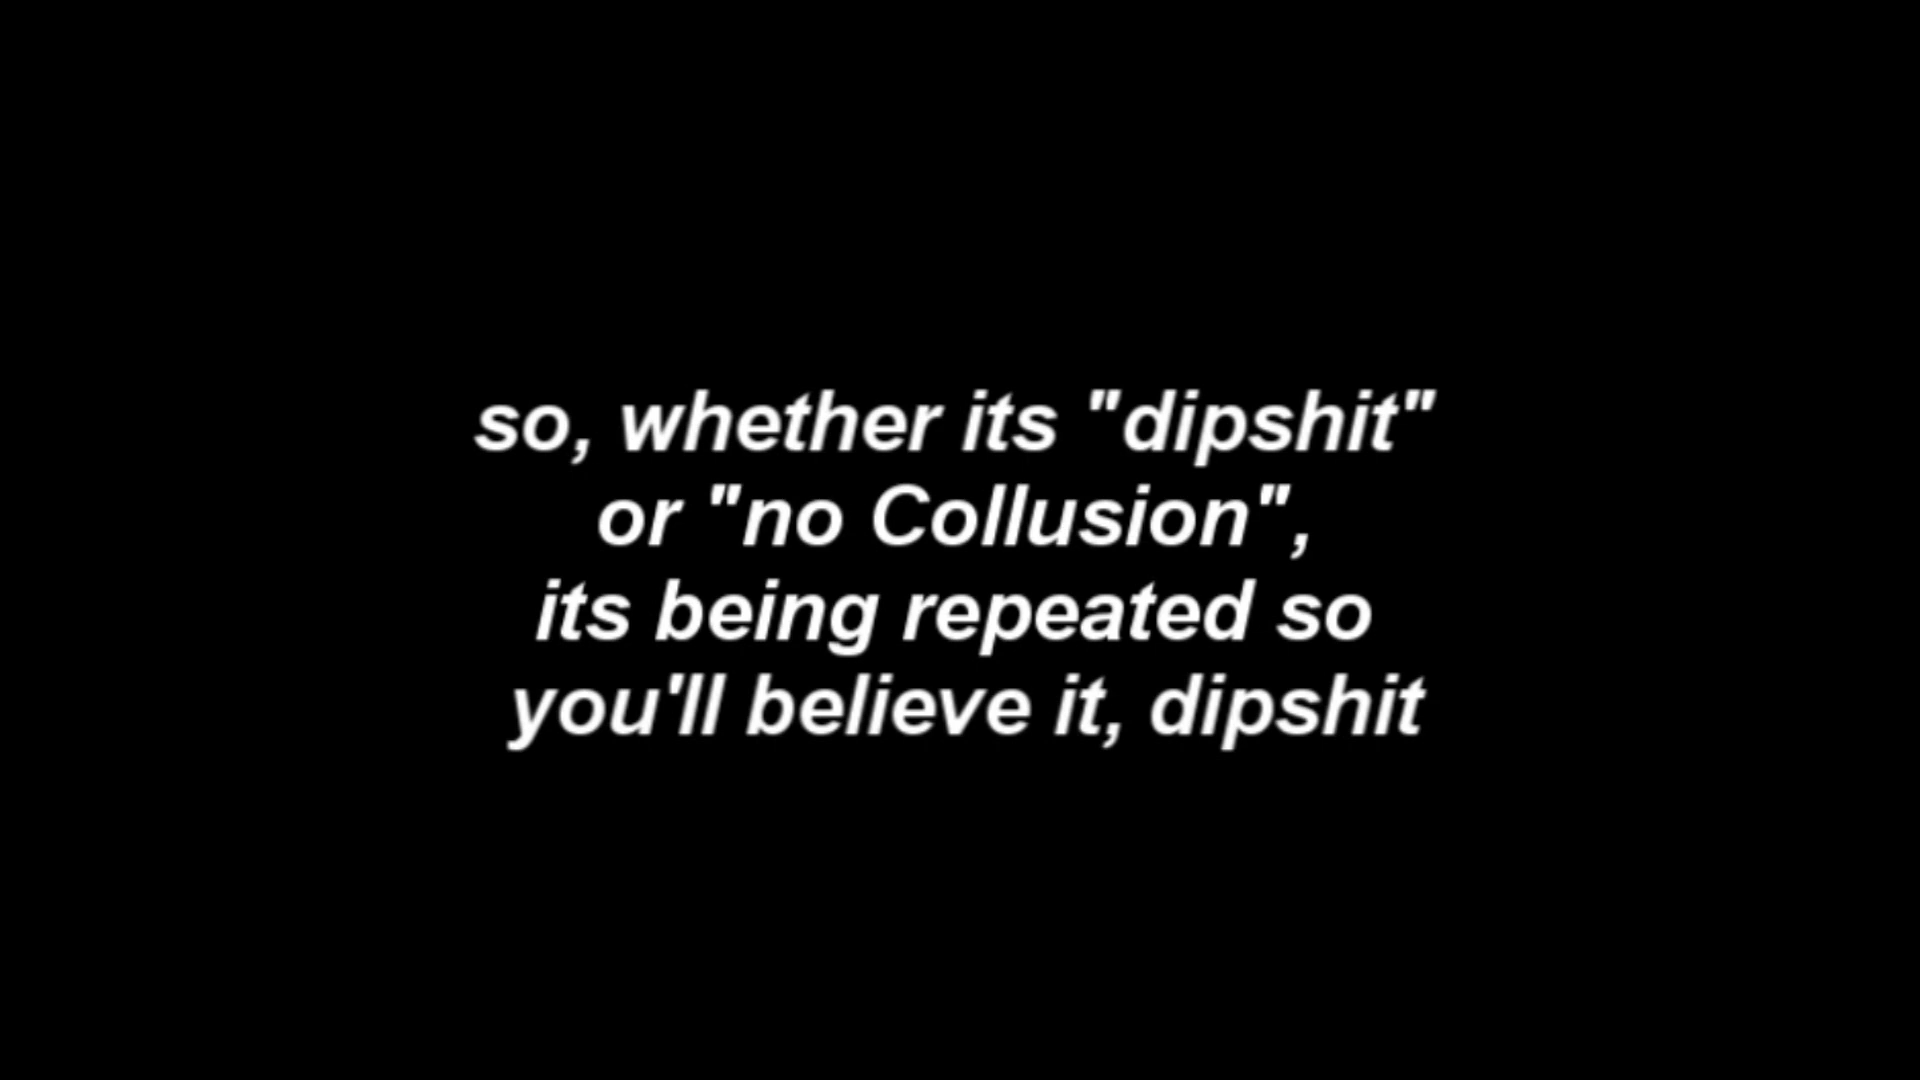 so, whether its "dipshit"
or "no Collusion",
its being repeated so
you'll believe it, dipshit